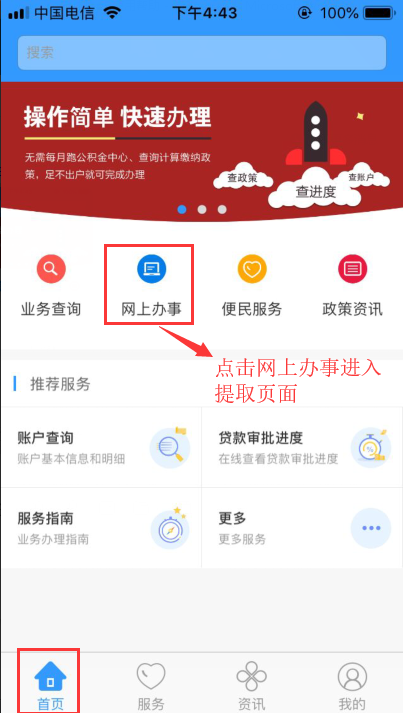 中国电信 下午4:43 100%
搜索
操作简单 快速办理
无需每月跑公积金中心、查询计算缴纳政
策，足不出户就可完成办理
查政策 查进度 查账户
业务查询 网上办事 便民服务 政策资讯
点击网上办事进入
提取页面
推荐服务
账户查询 贷款审批进度
账户基本信息和明细 在线查看贷款审批进度
服务指南 更多
业务办理指南 更多服务
首页 服务 资讯 我的